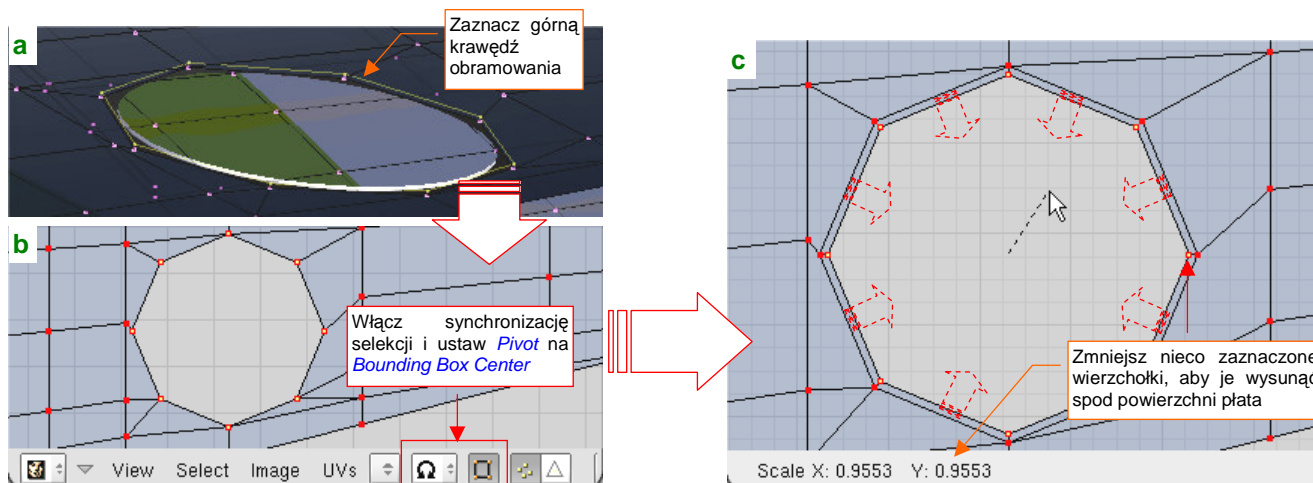 a
Zaznacz górną
krawędź
obramowania
b
Włącz synchronizację
selekcji i ustaw Pivot na
Bounding Box Center
View Select Image UVs
c
Zmniejsz nieco zaznaczone
wierzchołki, aby je wysunąć
spod powierzchni płata
Scale X: 0.9553 Y: 0.9553